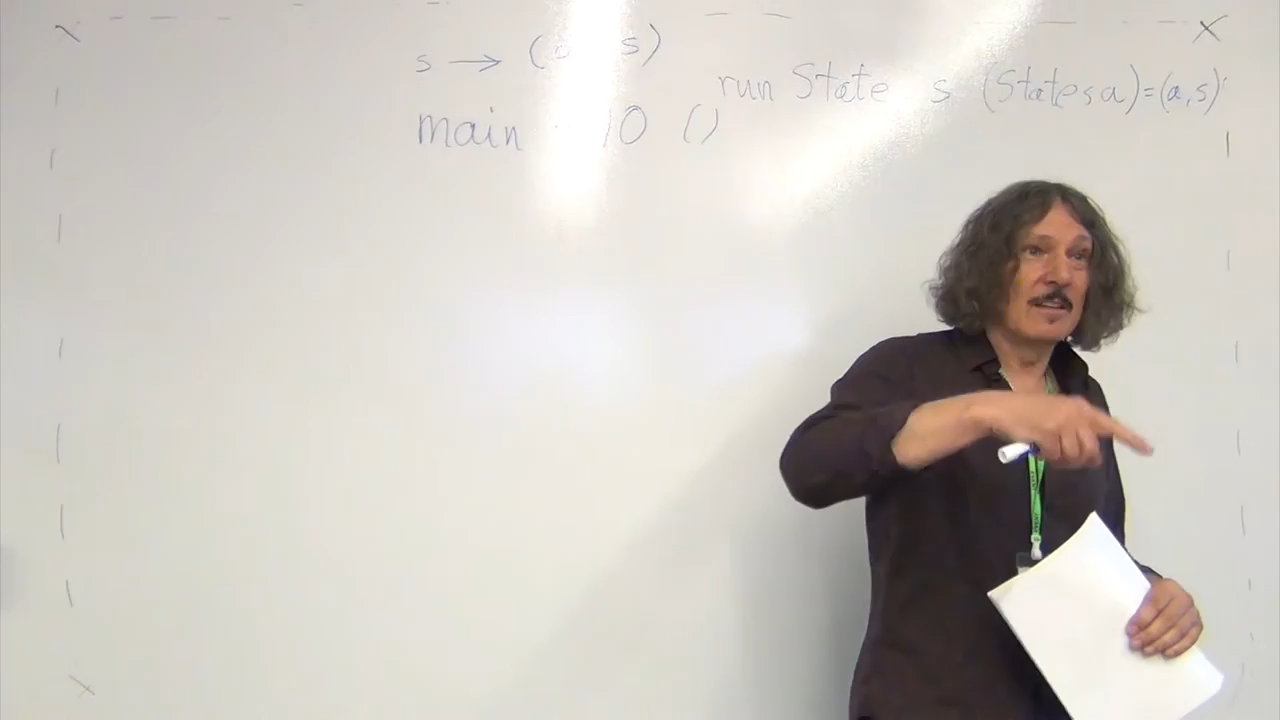 s → ( s)
run State s (State s a) = (a, s)
main IO ()